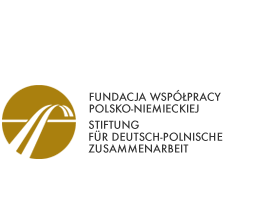 FUNDACJA WSPÓŁPRACY
POLSKO-NIEMIECKIEJ
STIFTUNG
FÜR DEUTSCH-POLNISCHE
ZUSAMMENARBEIT